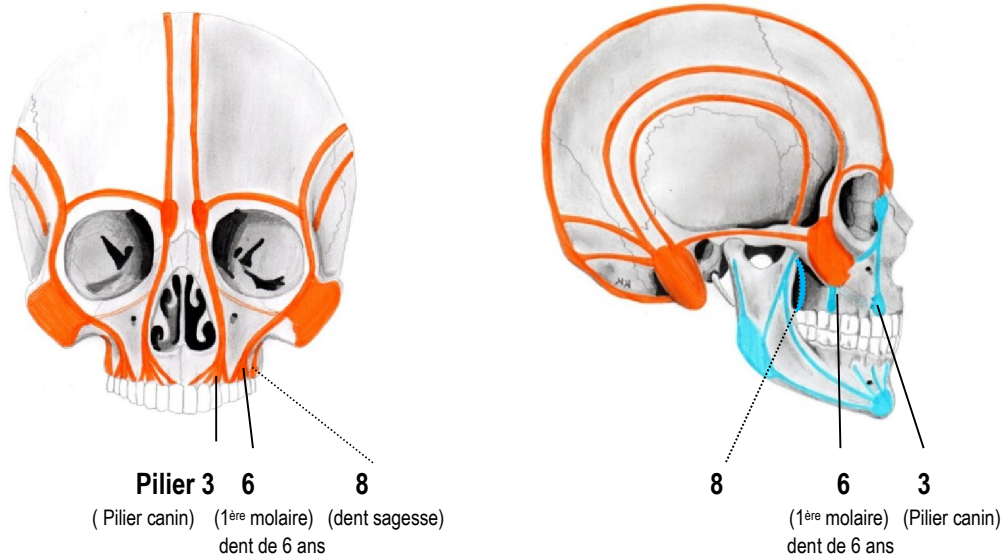 Pilier 3 6 8
( Pilier canin) (1ère molaire) (dent sagesse)
dent de 6 ans
8 6 3
(1ère molaire) (Pilier canin)
dent de 6 ans